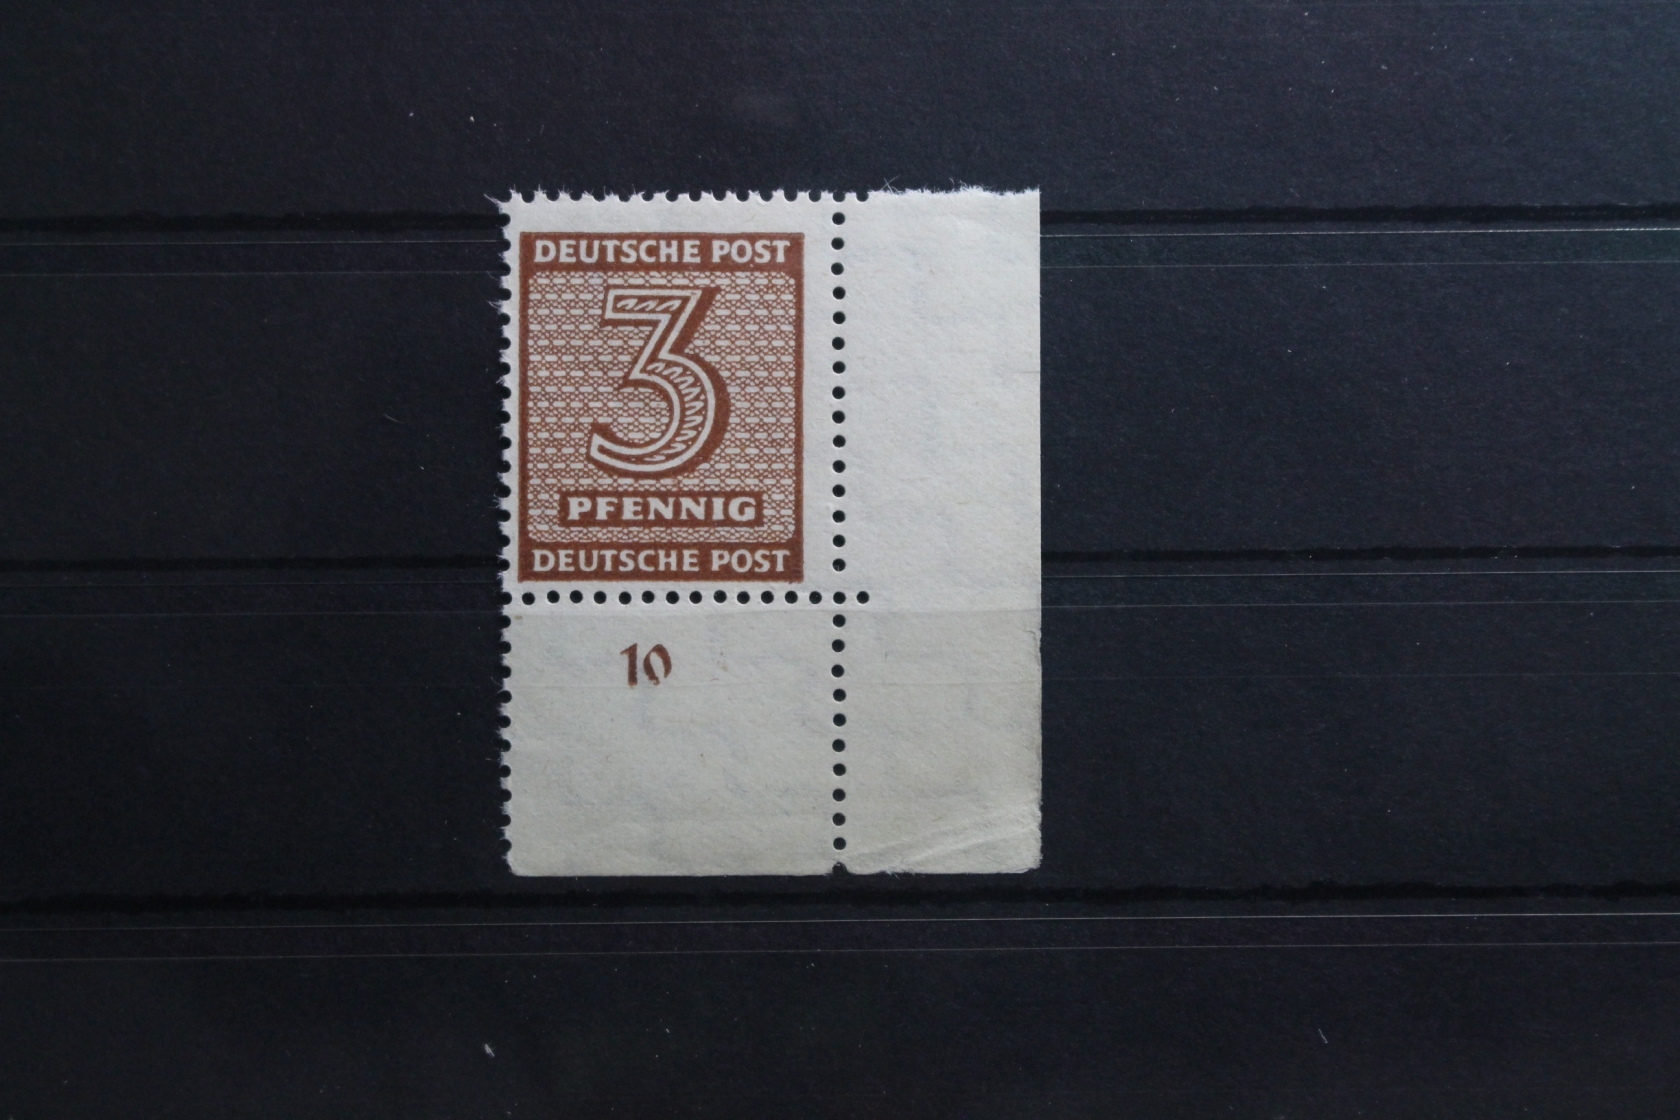 DEUTSCHE POST
3
PFENNIG
DEUTSCHE POST
10